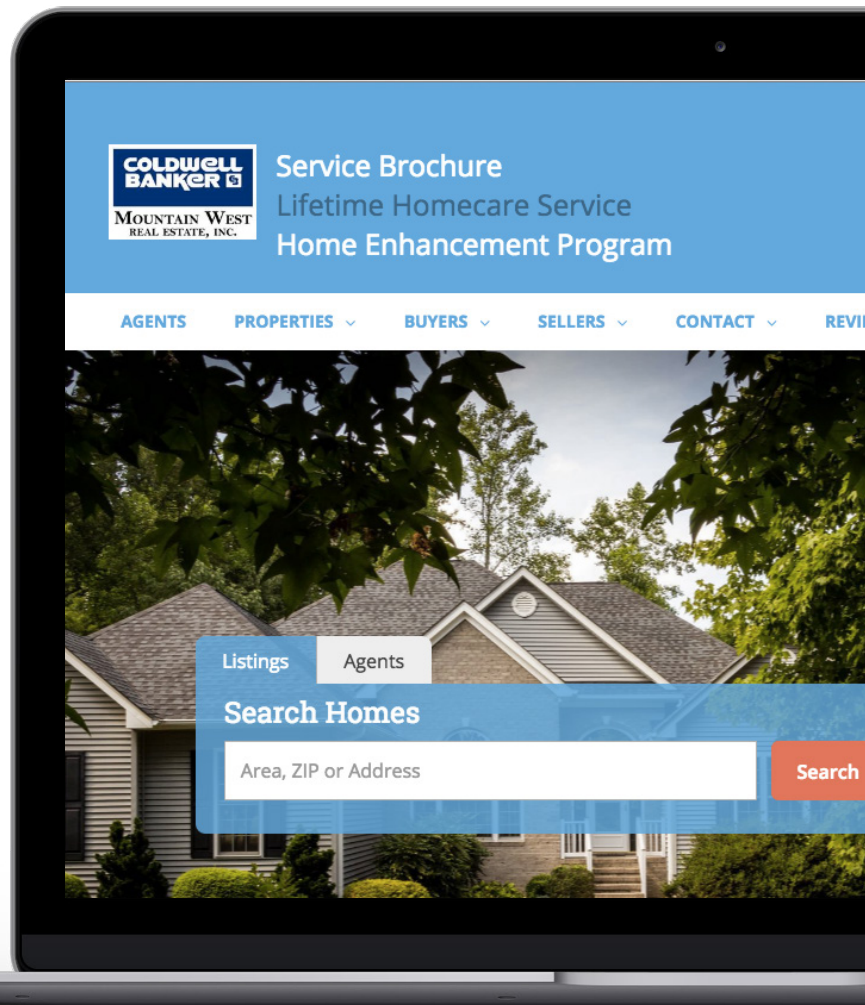 COLDWELL
BANKER
MOUNTAIN WEST
REAL ESTATE, INC.
Service Brochure
Lifetime Homecare Service
Home Enhancement Program
AGENTS PROPERTIES BUYERS SELLERS CONTACT
Listings Agents
Search Homes
Area, ZIP or Address
Search